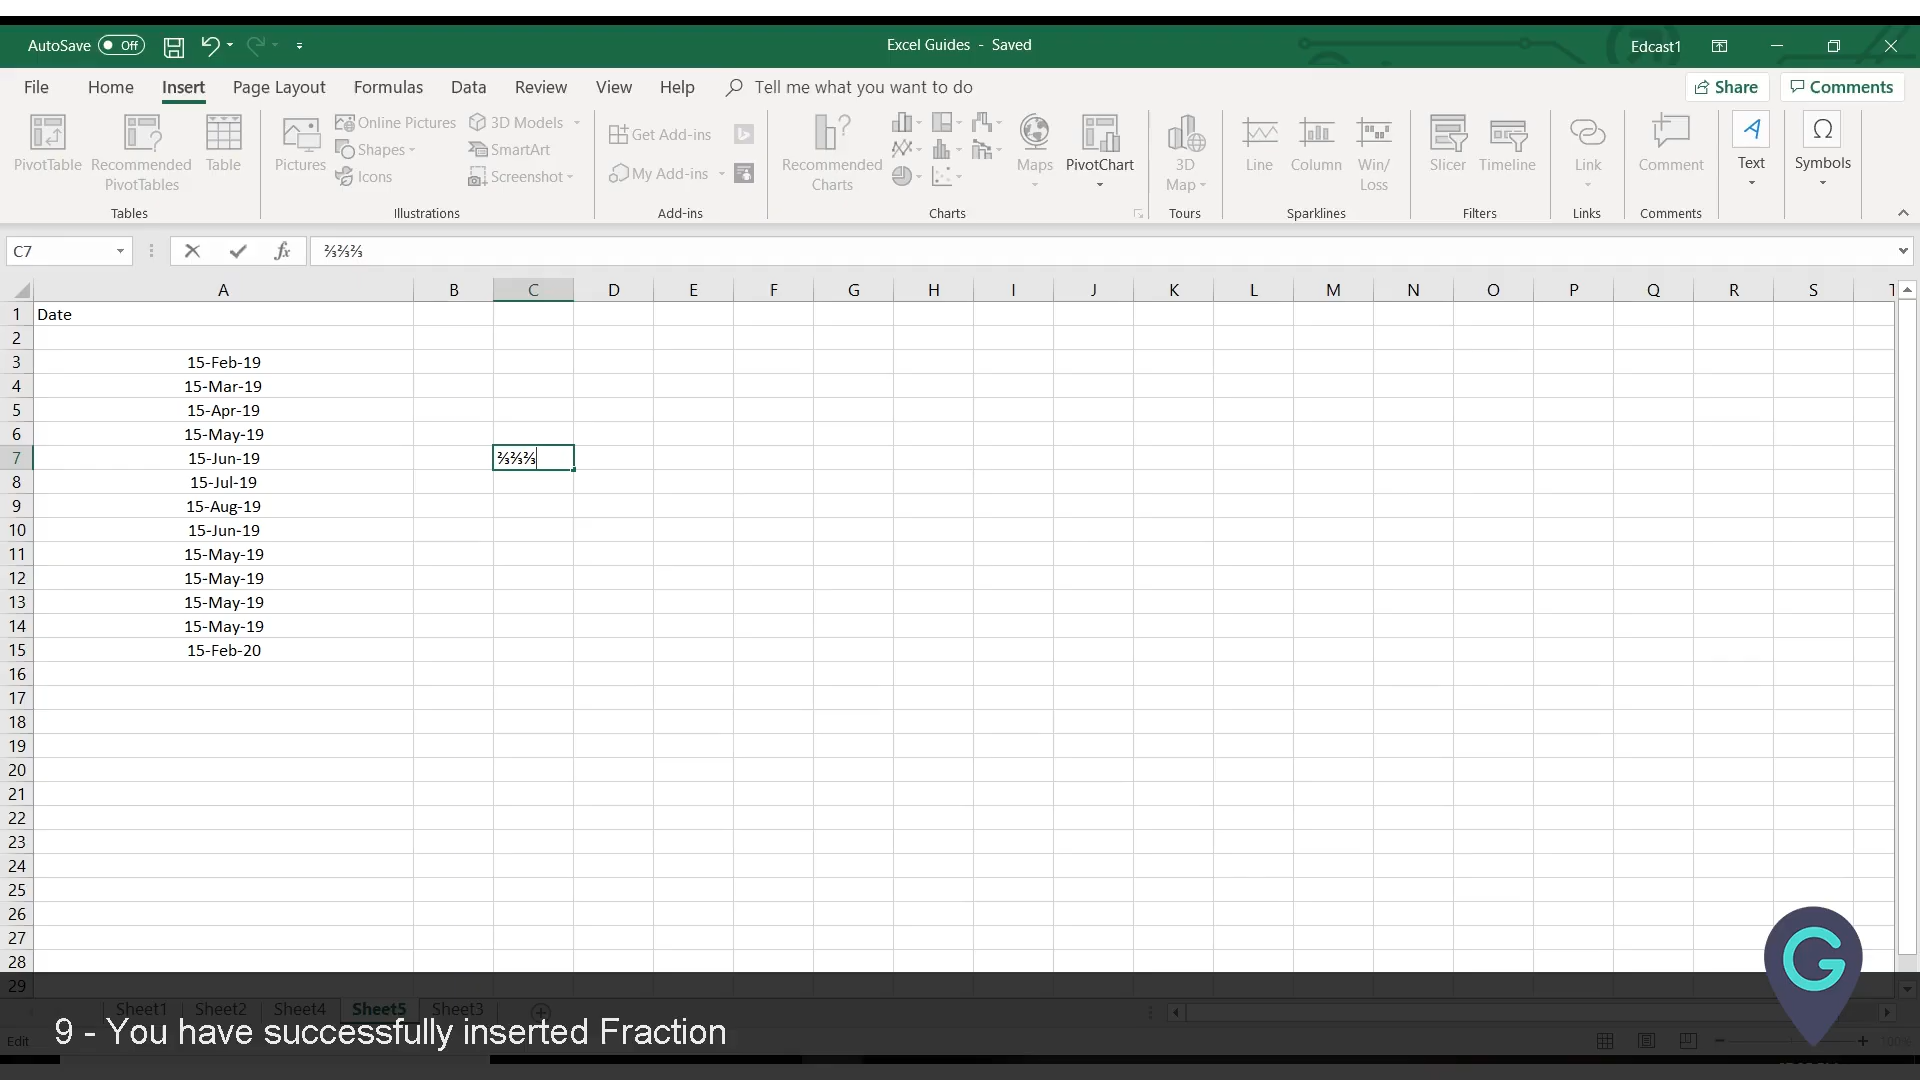 AutoSave Off
Excel Guides - Saved
Edcast1
File Home Insert Page Layout Formulas Data Review View Help Tell me what you want to do
Share Comments
PivotTable
Recommended PivotTables
Table
Tables
Pictures
Online Pictures
Shapes
Icons
3D Models
SmartArt
Screenshot
Illustrations
Get Add-ins
My Add-ins
Add-ins
Recommended Charts
Maps
PivotChart
Charts
3D Map
Tours
Line
Column
Win/ Loss
Sparklines
Slicer
Timeline
Filters
Link
Links
Comment
Comments
A
Text
Ω
Symbols
C7
fx
⅔⅔⅔
A B C D E F G H I J K L M N O P Q R S T
1 Date
2
3 15-Feb-19
4 15-Mar-19
5 15-Apr-19
6 15-May-19
7 15-Jun-19 ⅔⅔⅔
8 15-Jul-19
9 15-Aug-19
10 15-Jun-19
11 15-May-19
12 15-May-19
13 15-May-19
14 15-May-19
15 15-Feb-20
16
17
18
19
20
21
22
23
24
25
26
27
28
29
G
Sheet1 Sheet2 Sheet4 Sheet5 Sheet3
9 - You have successfully inserted Fraction
Edit
100%